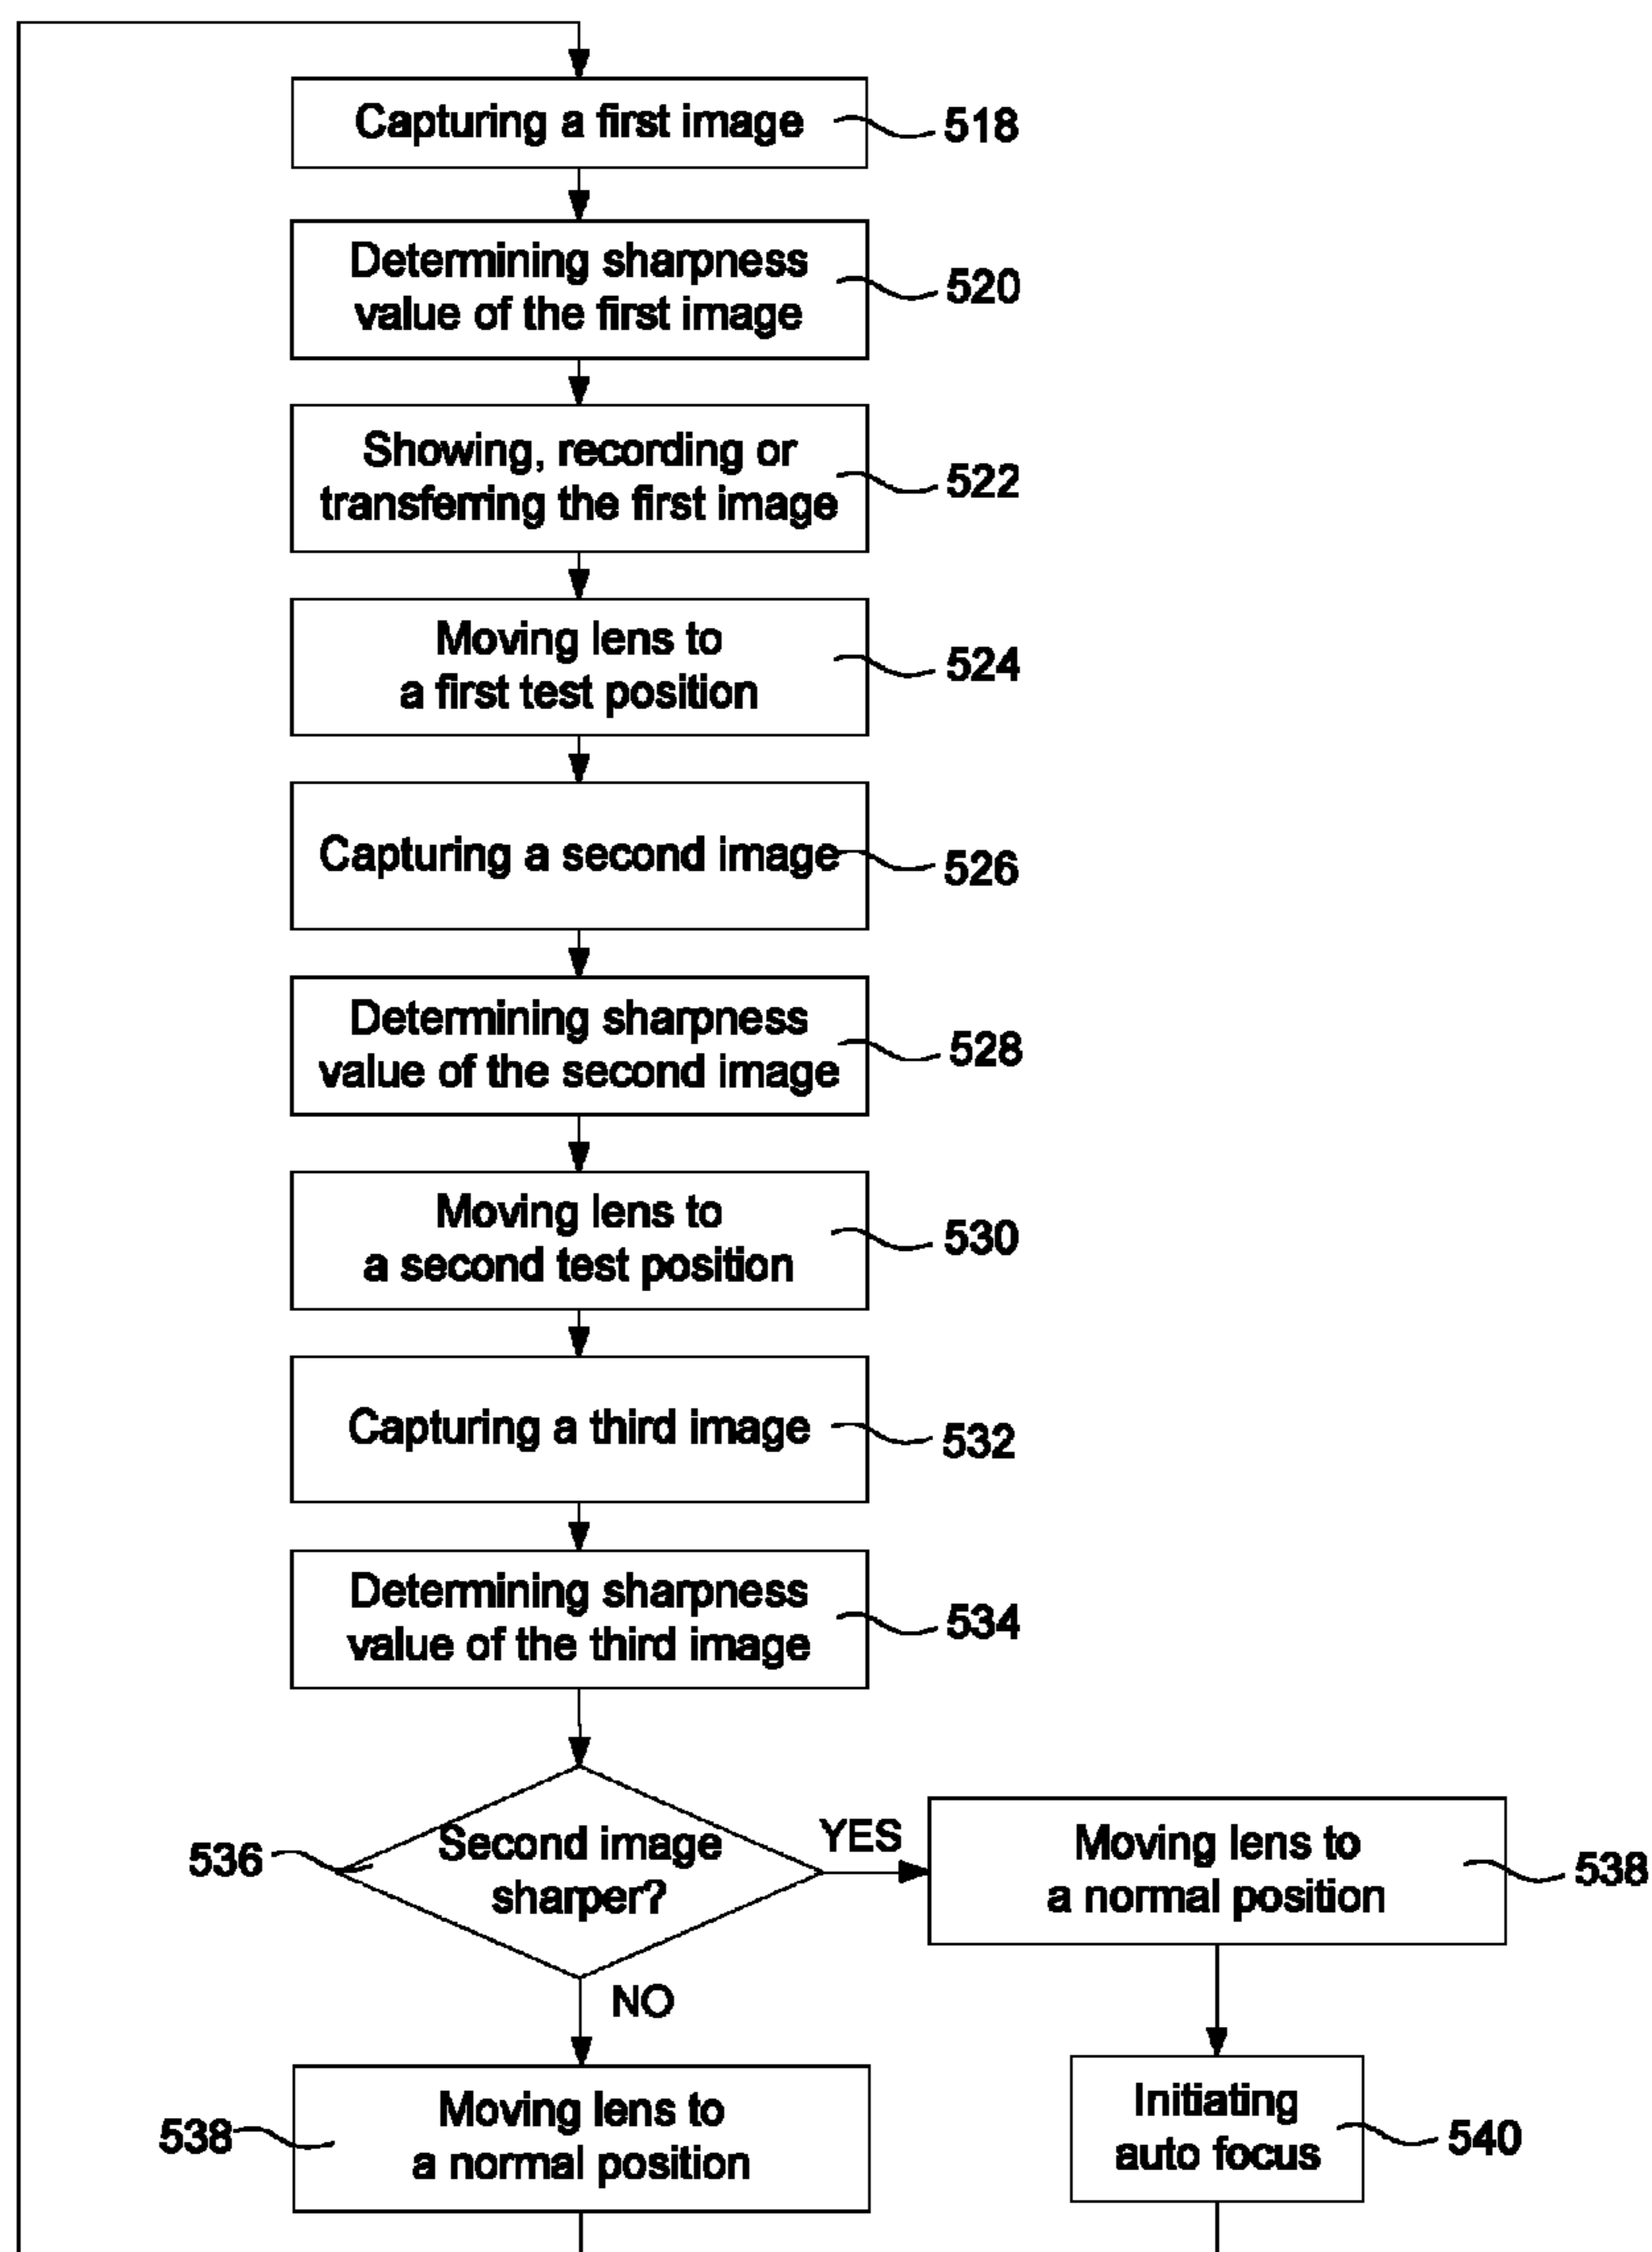 Capturing a first image
518
Determining sharpness
value of the first image
520
Showing, recording or
transferring the first image
522
Moving lens to
a first test position
524
Capturing a second image
526
Determining sharpness
value of the second image
528
Moving lens to
a second test position
530
Capturing a third image
532
Determining sharpness
value of the third image
534
536
Second image
sharper?
YES
Moving lens to
a normal position
538
NO
538
Moving lens to
a normal position
Initiating
auto focus
540